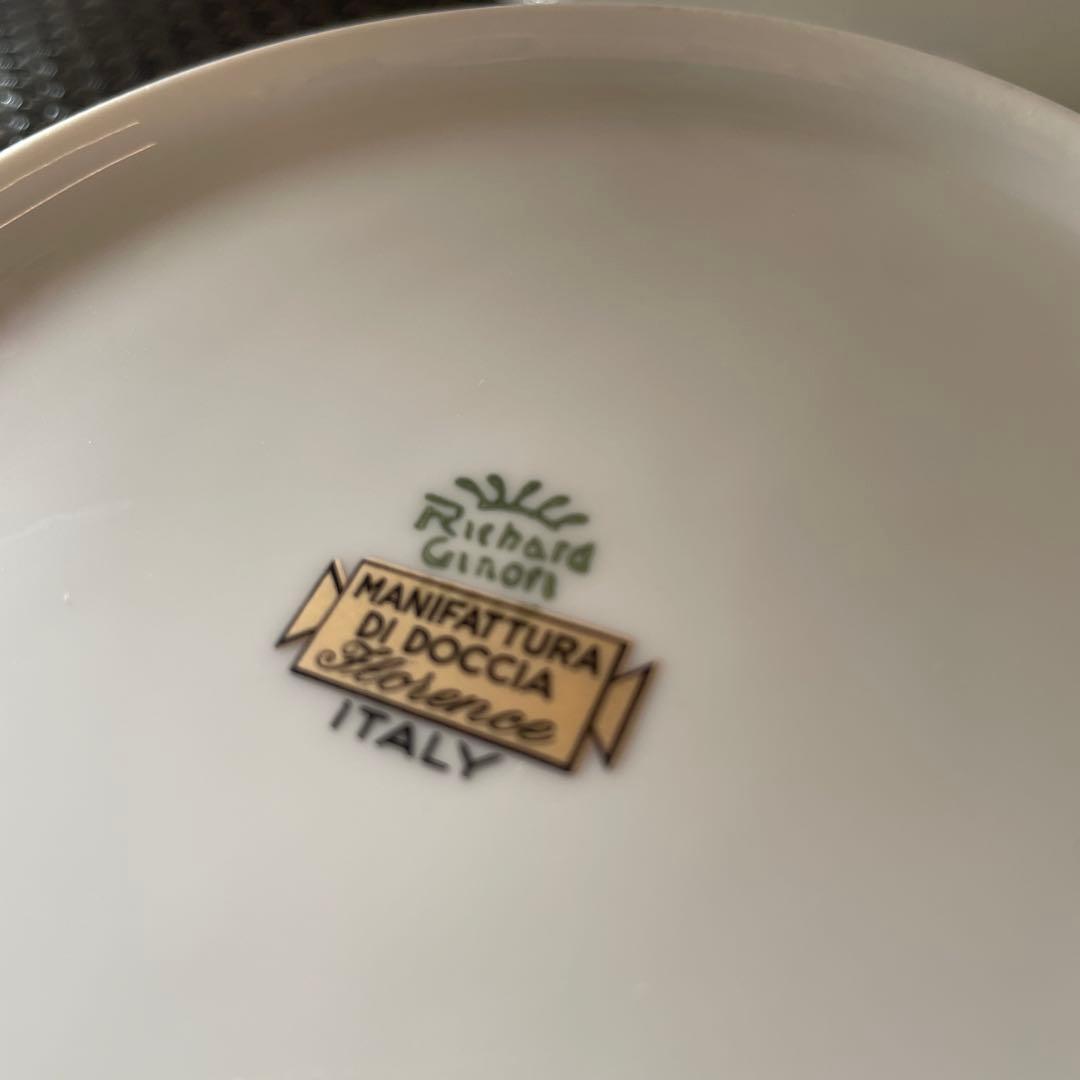 Richard
Ginori
MANIFATTURA
DI DOCCIA
Florence
ITALY